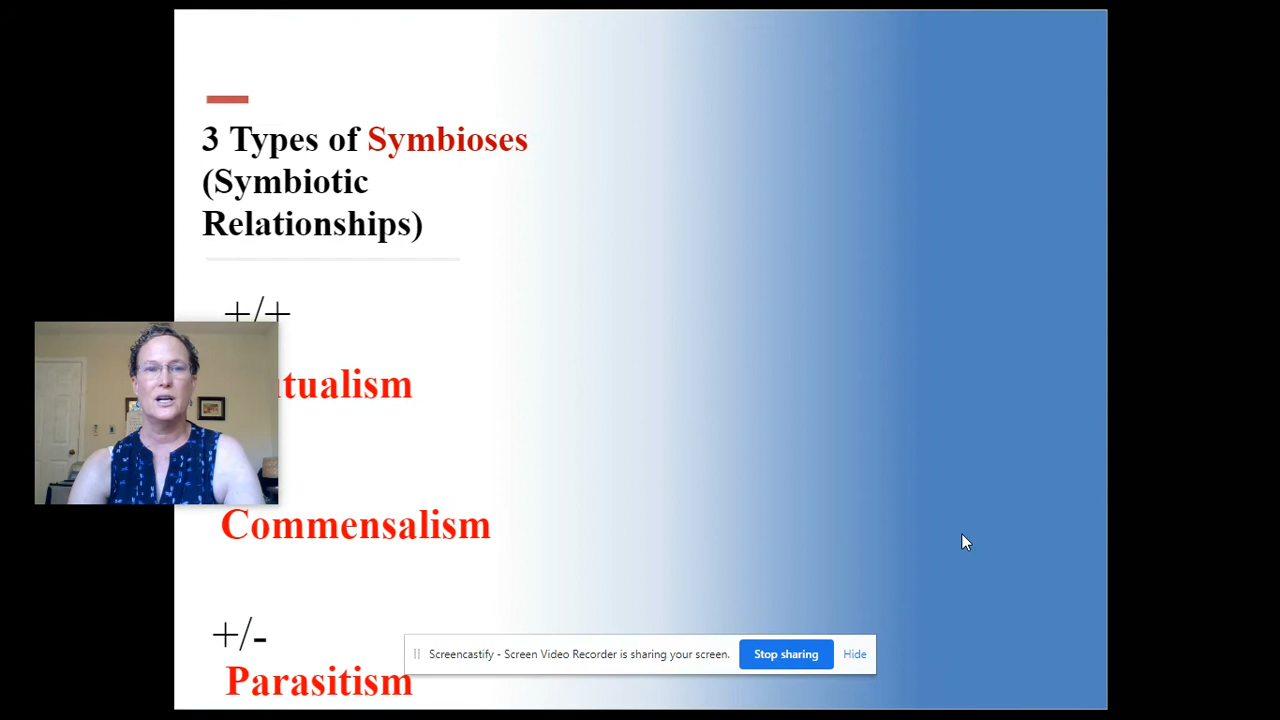 3 Types of Symbioses
(Symbiotic
Relationships)
+/+
tualism
Commensalism
+/-
Parasitism
Screencastify - Screen Video Recorder is sharing your screen.
Stop sharing
Hide